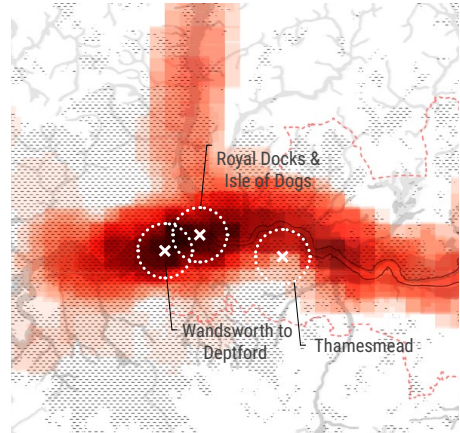 Royal Docks &
Isle of Dogs
Wandsworth to
Deptford
Thamesmead